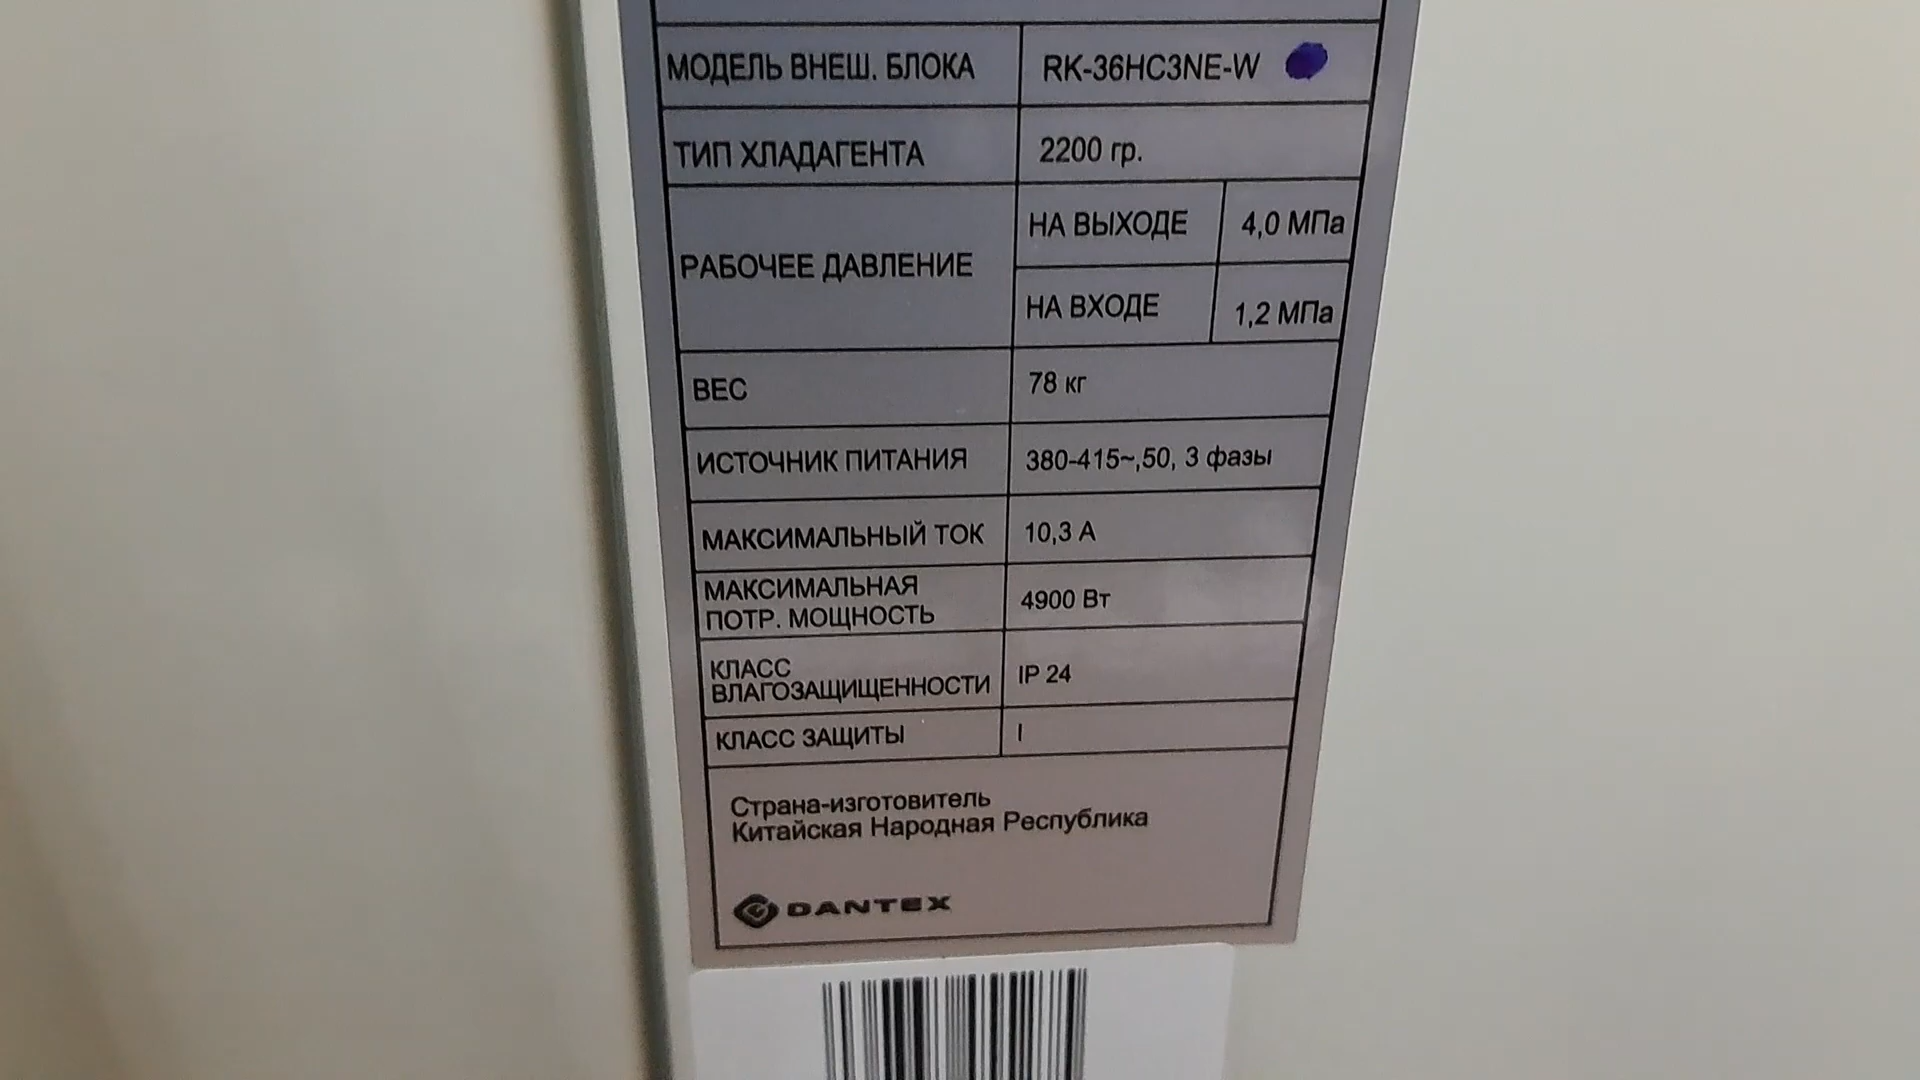 МОДЕЛЬ ВНЕШ. БЛОКА RK-36HC3NE-W
ТИП ХЛАДАГЕНТА 2200 гр.
РАБОЧЕЕ ДАВЛЕНИЕ
НА ВЫХОДЕ 4,0 МПа
НА ВХОДЕ 1,2 МПа
ВЕС 78 кг
ИСТОЧНИК ПИТАНИЯ 380-415~,50, 3 фазы
МАКСИМАЛЬНЫЙ ТОК 10,3 А
МАКСИМАЛЬНАЯ
ПОТР. МОЩНОСТЬ 4900 Вт
КЛАСС
ВЛАГОЗАЩИЩЕННОСТИ IP 24
КЛАСС ЗАЩИТЫ I
Страна-изготовитель
Китайская Народная Республика
DANTEX